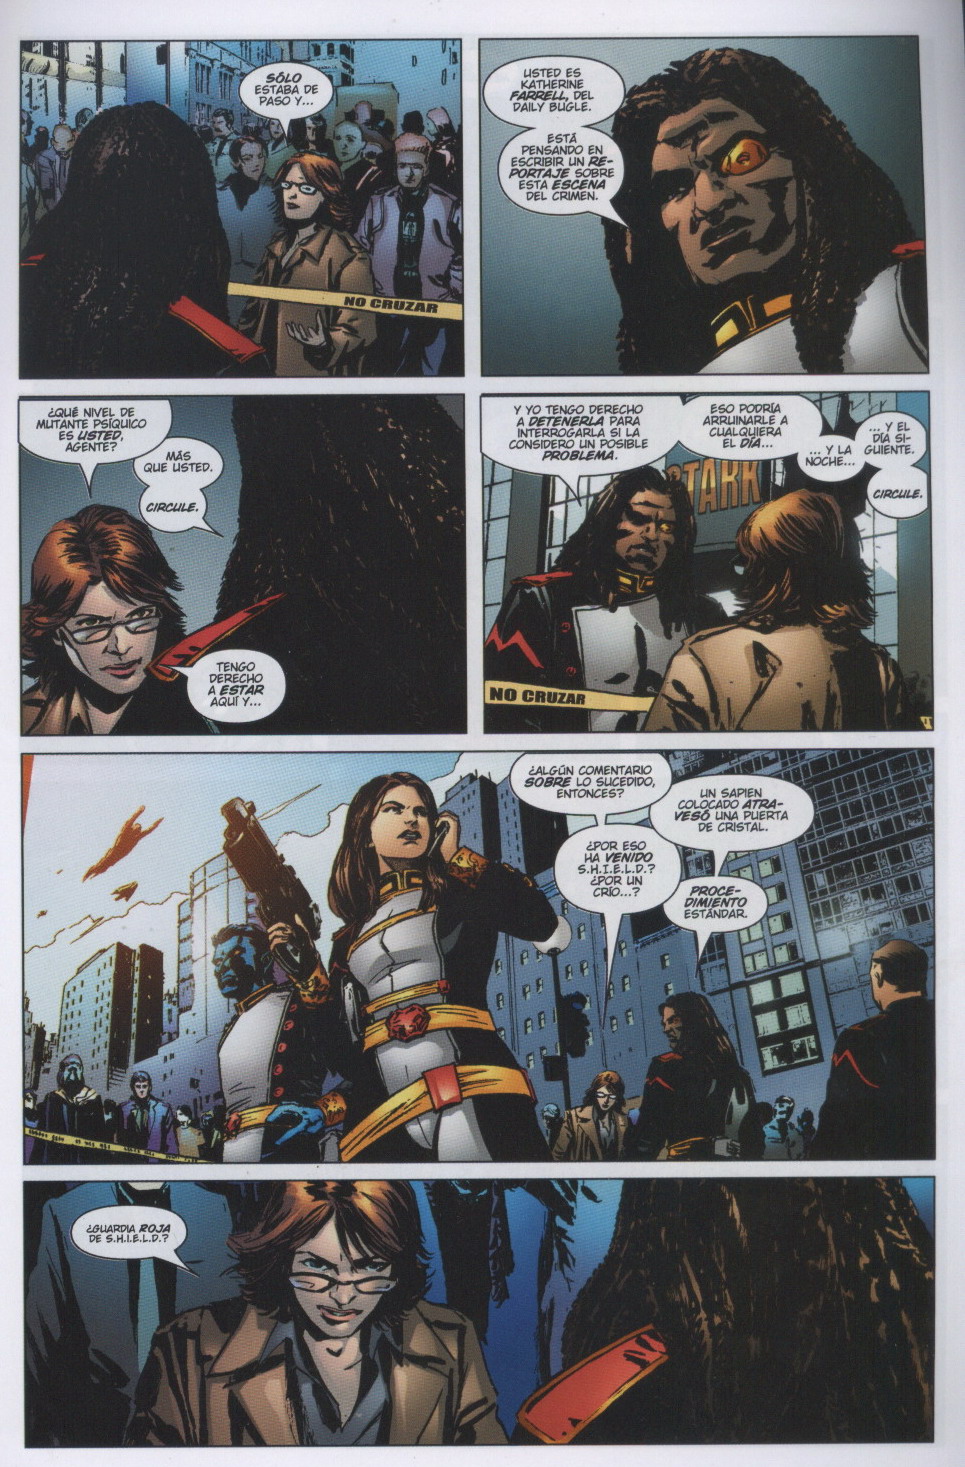 SÓLO
ESTABA DE
PASO Y...
NO CRUZAR
USTED ES
KATHERINE
FARRELL, DEL
DAILY BUGLE.
ESTÁ
PENSANDO EN
ESCRIBIR UN RE-
PORTAJE SOBRE
ESTA ESCENA
DEL CRIMEN.
¿QUÉ NIVEL DE
MUTANTE PSÍQUICO
ES USTED,
AGENTE?
MÁS
QUE USTED.
CIRCULE.
TENGO
DERECHO
A ESTAR
AQUÍ Y...
Y YO TENGO DERECHO
A DETENERLA PARA
INTERROGARLA SI LA
CONSIDERO UN POSIBLE
PROBLEMA.
ESO PODRÍA
ARRUINARLE A
CUALQUIERA
EL DÍA...
... Y LA
NOCHE...
... Y EL
DÍA SI-
GUIENTE.
CIRCULE.
STARK
NO CRUZAR
¿ALGÚN COMENTARIO
SOBRE LO SUCEDIDO,
ENTONCES?
UN SAPIEN
COLOCADO ATRA-
VESÓ UNA PUERTA
DE CRISTAL.
¿POR ESO
HA VENIDO
S.H.I.E.L.D.?
¿POR UN
CRÍO...?
PROCE-
DIMIENTO
ESTÁNDAR.
¿GUARDIA ROJA
DE S.H.I.E.L.D.?